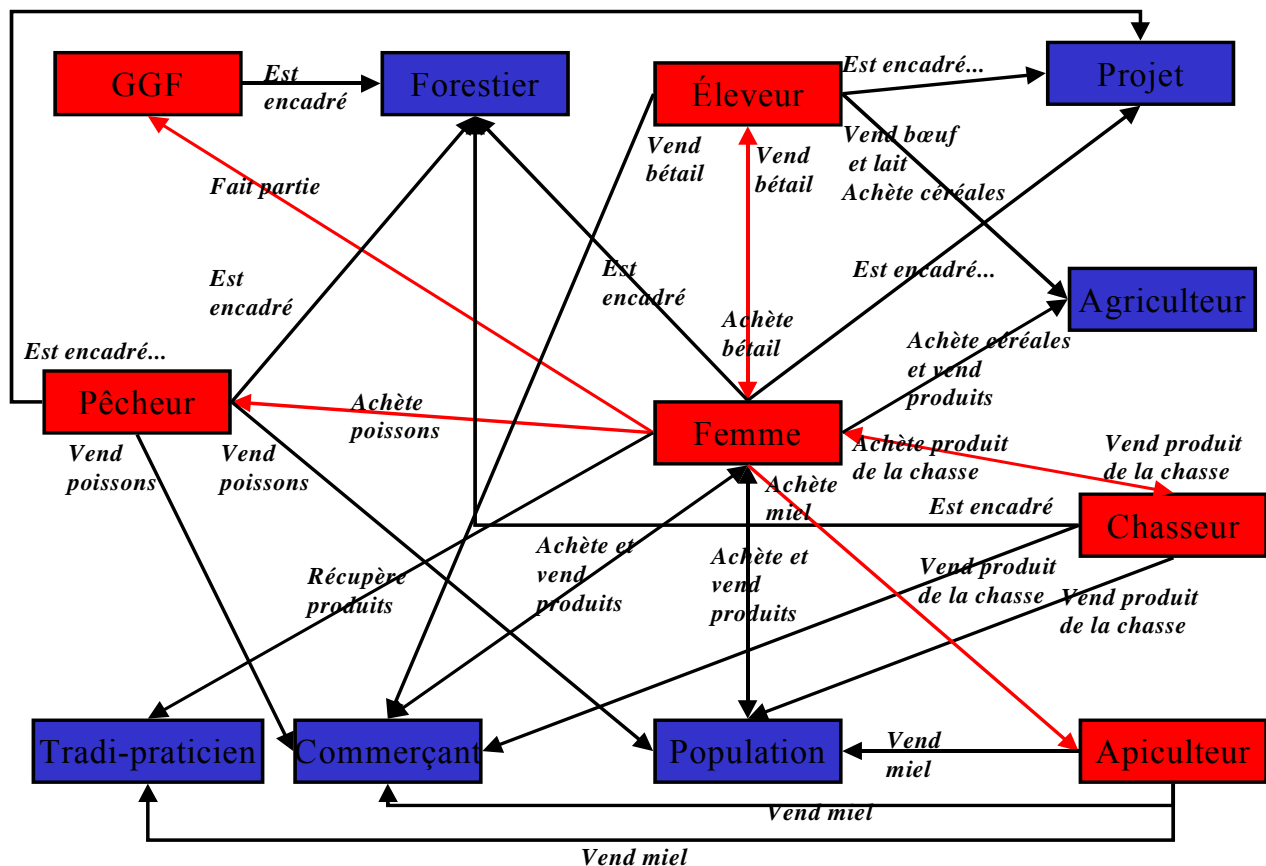 GGF
Est
encadré
Forestier
Éleveur
Est encadré...
Projet
Vend
bétail
Vend
bétail
Vend bœuf
et lait
Achète céréales
Fait partie
Est
encadré
Est
encadré
Est encadré...
Agriculteur
Achète
bétail
Achète céréales
et vend
produits
Est encadré...
Pêcheur
Achète
poissons
Femme
Vend
poissons
Vend
poissons
Achète produit
de la chasse
Vend produit
de la chasse
Achète
miel
Est encadré
Chasseur
Récupère
produits
Achète et
vend
produits
Achète et
vend
produits
Vend produit
de la chasse
Vend produit
de la chasse
Tradi-praticien
Commerçant
Population
Vend
miel
Apiculteur
Vend miel
Vend miel